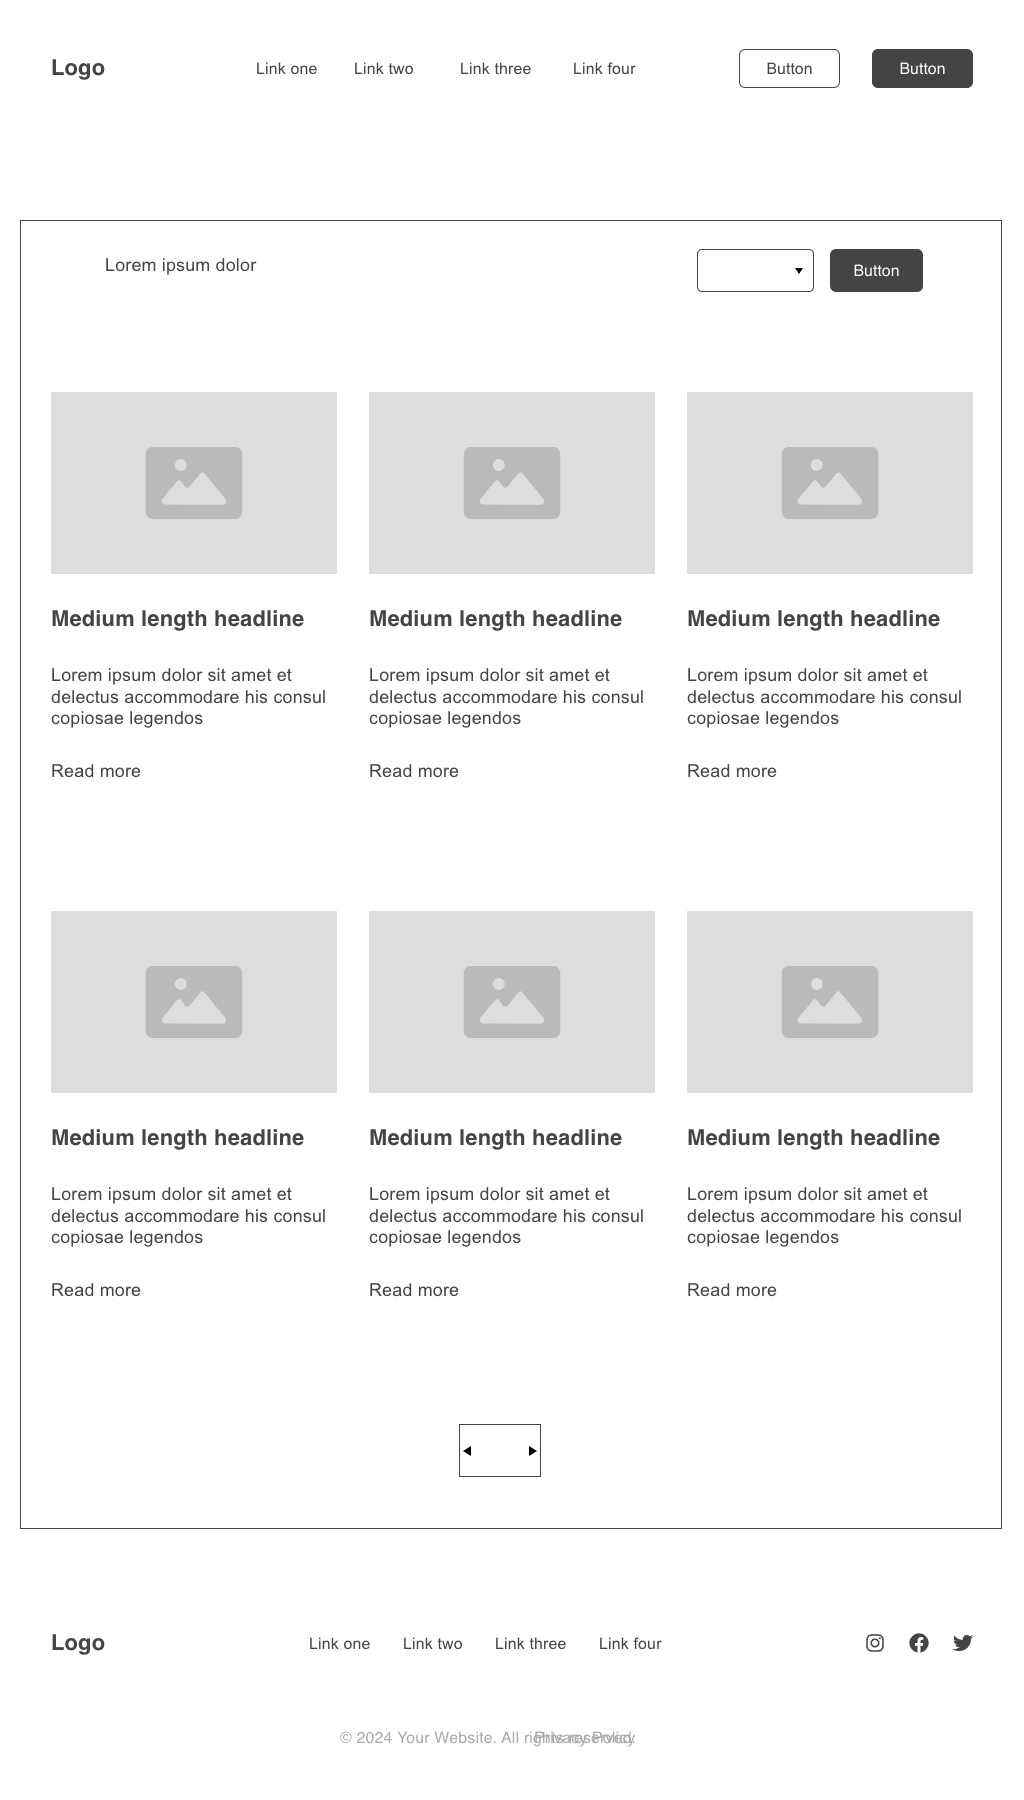 Logo
Link one
Link two
Link three
Link four
Button
Button
Lorem ipsum dolor
Button
Medium length headline
Lorem ipsum dolor sit amet et
delectus accommodare his consul
copiosae legendos
Read more
Medium length headline
Lorem ipsum dolor sit amet et
delectus accommodare his consul
copiosae legendos
Read more
Medium length headline
Lorem ipsum dolor sit amet et
delectus accommodare his consul
copiosae legendos
Read more
Medium length headline
Lorem ipsum dolor sit amet et
delectus accommodare his consul
copiosae legendos
Read more
Medium length headline
Lorem ipsum dolor sit amet et
delectus accommodare his consul
copiosae legendos
Read more
Medium length headline
Lorem ipsum dolor sit amet et
delectus accommodare his consul
copiosae legendos
Read more
Logo
Link one
Link two
Link three
Link four
© 2024 Your Website. All rights reserved.
Privacy Policy